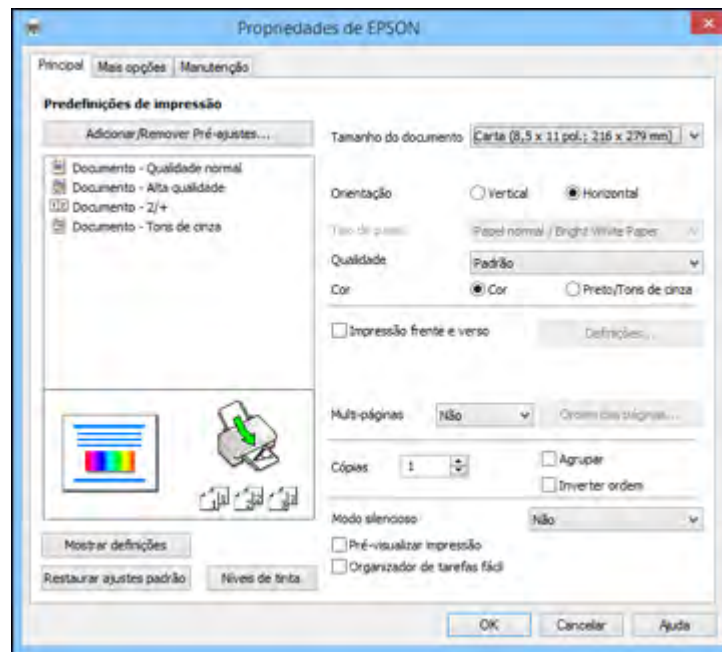 Propriedades de EPSON
Principal
Mais opções
Manutenção
Predefinições de impressão
Adicionar/Remover Pré-ajustes...
Documento - Qualidade normal
Documento - Alta qualidade
Documento - 2/+
Documento - Tons de cinza
Mostrar definições
Restaurar ajustes padrão
Níveis de tinta
Tamanho do documento
Carta (8,5 x 11 pol.; 216 x 279 mm)
Orientação
Vertical
Horizontal
Tipo de papel
Papel normal / Bright White Paper
Qualidade
Padrão
Cor
Cor
Preto/Tons de cinza
Impressão frente e verso
Definições...
Multi-páginas
Não
Ordem das páginas...
Cópias
1
Agrupar
Inverter ordem
Modo silencioso
Não
Pré-visualizar impressão
Organizador de tarefas fácil
OK
Cancelar
Ajuda